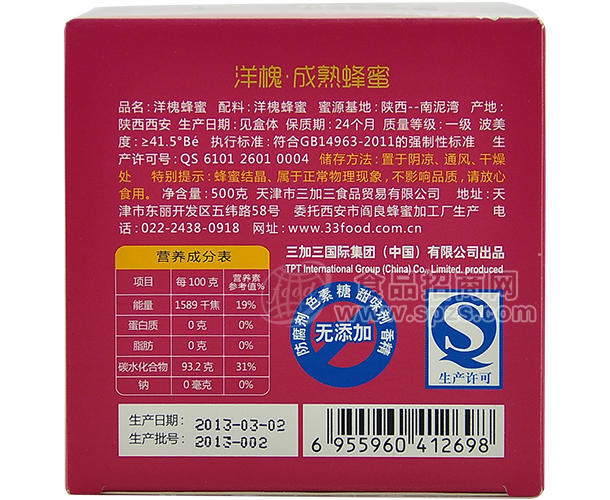 洋槐·成熟蜂蜜
品名:洋槐蜂蜜 配料:洋槐蜂蜜 蜜源基地:陕西--南泥湾 产地:
陕西西安 生产日期:见盒体 保质期:24个月 质量等级:一级 波美
度:≥41.5°Bé 执行标准:符合GB14963-2011的强制性标准 生
产许可号:QS 6101 2601 0004 储存方法:置于阴凉、通风、干燥
处 特别提示:蜂蜜结晶、属于正常物理现象,不影响品质,请放心
食用。 净含量:500克 天津市三加三食品贸易有限公司 地址:天
津市东丽开发区五纬路58号 委托西安市阎良蜂蜜加工厂生产 电
话:022-2438-0918 网址:www.33food.com.cn
营养成分表
项目 每100克 营养素参考值%
能量 1589 千焦 19%
蛋白质 0 克 0%
脂肪 0 克 0%
碳水化合物 93.2 克 31%
钠 0 毫克 0%
三加三国际集团(中国)有限公司出品
TPT International Group (China) Co,. Limited. produced
防腐剂 色素 糖 甜味剂 香精
无添加
食品招商网
www.spzs.com
生产许可
生产日期: 2013-03-02
生产批号: 2013-002
6 955960 412698